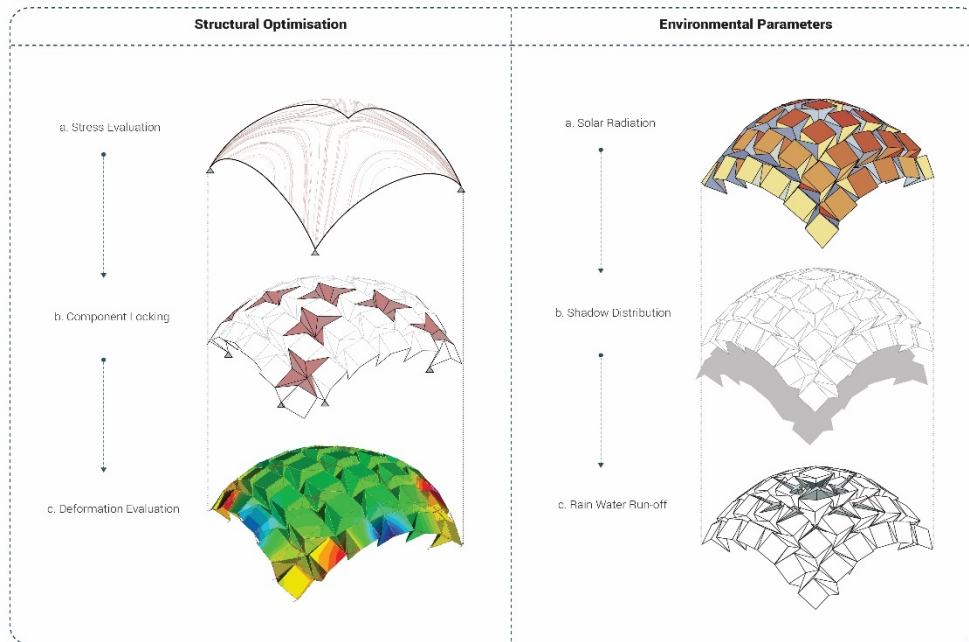 Structural Optimisation
a. Stress Evaluation
b. Component Locking
c. Deformation Evaluation
Environmental Parameters
a. Solar Radiation
b. Shadow Distribution
c. Rain Water Run-off